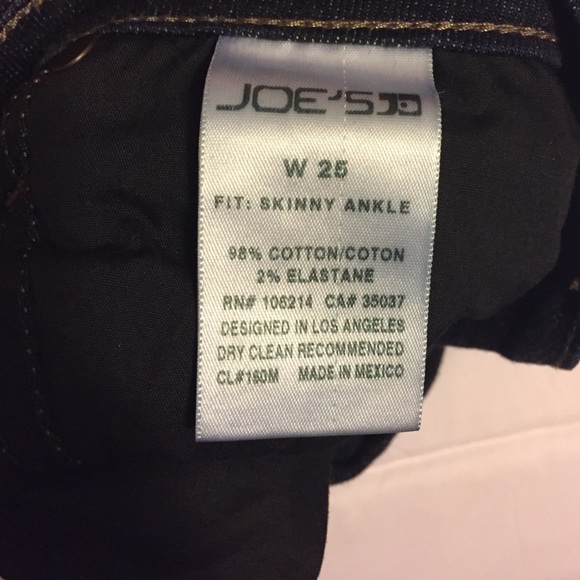 JOE'S
W 25
FIT: SKINNY ANKLE
98% COTTON/COTON
2% ELASTANE
RN# 106214 CA# 35037
DESIGNED IN LOS ANGELES
DRY CLEAN RECOMMENDED
CL#160M MADE IN MEXICO